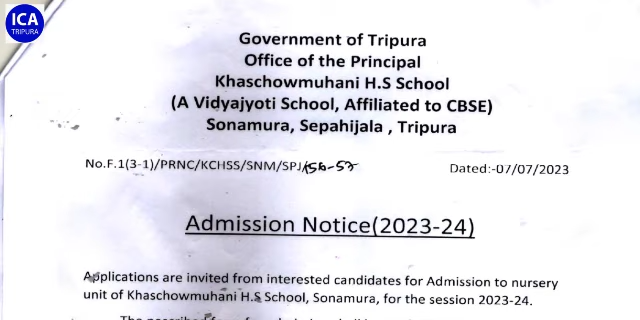 ICA
TRIPURA
Government of Tripura
Office of the Principal
Khaschowmuhani H.S School
(A Vidyajyoti School, Affiliated to CBSE)
Sonamura, Sepahijala , Tripura
No.F.1(3-1)/PRNC/KCHSS/SNM/SPJ/ Dated:-07/07/2023
Admission Notice(2023-24)
Applications are invited from interested candidates for Admission to nursery
unit of Khaschowmuhani H.S School, Sonamura, for the session 2023-24.